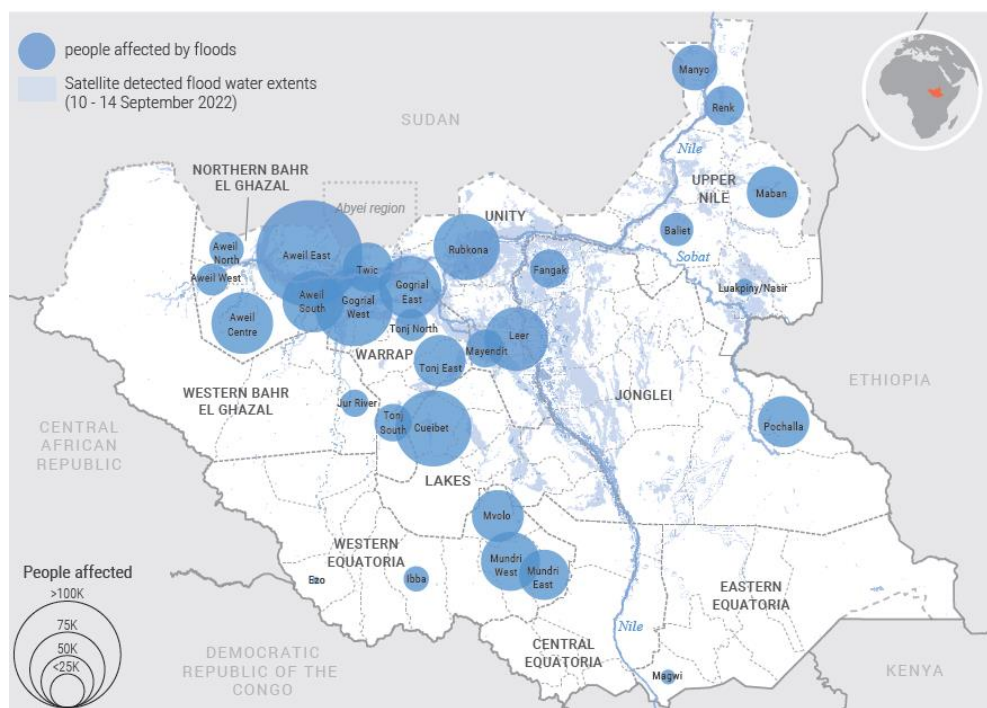 people affected by floods
Satellite detected flood water extents
(10 - 14 September 2022)
SUDAN
Manyo
Renk
Nile
NORTHERN BAHR
EL GHAZAL
Abyei region
UPPER
NILE
Maban
UNITY
Baliet
Sobat
Aweil
North
Aweil East
Rubkona
Twic
Fangak
Aweil West
Gogrial
East
Luakpiny/Nasir
Aweil
South
Gogrial
West
Aweil
Centre
Tonj North
Leer
Mayendit
WARRAP
Tonj East
WESTERN BAHR
EL GHAZAL
JONGLEI
ETHIOPIA
Jur River
Tonj
South
Cueibet
Pochalla
CENTRAL
AFRICAN
REPUBLIC
LAKES
Mvolo
WESTERN
EQUATORIA
Mundri
West
Mundri
East
Ezo
Ibba
People affected
>100K
75K
50K
<25K
EASTERN
EQUATORIA
Nile
CENTRAL
EQUATORIA
DEMOCRATIC
REPUBLIC OF THE
CONGO
Magwi
KENYA